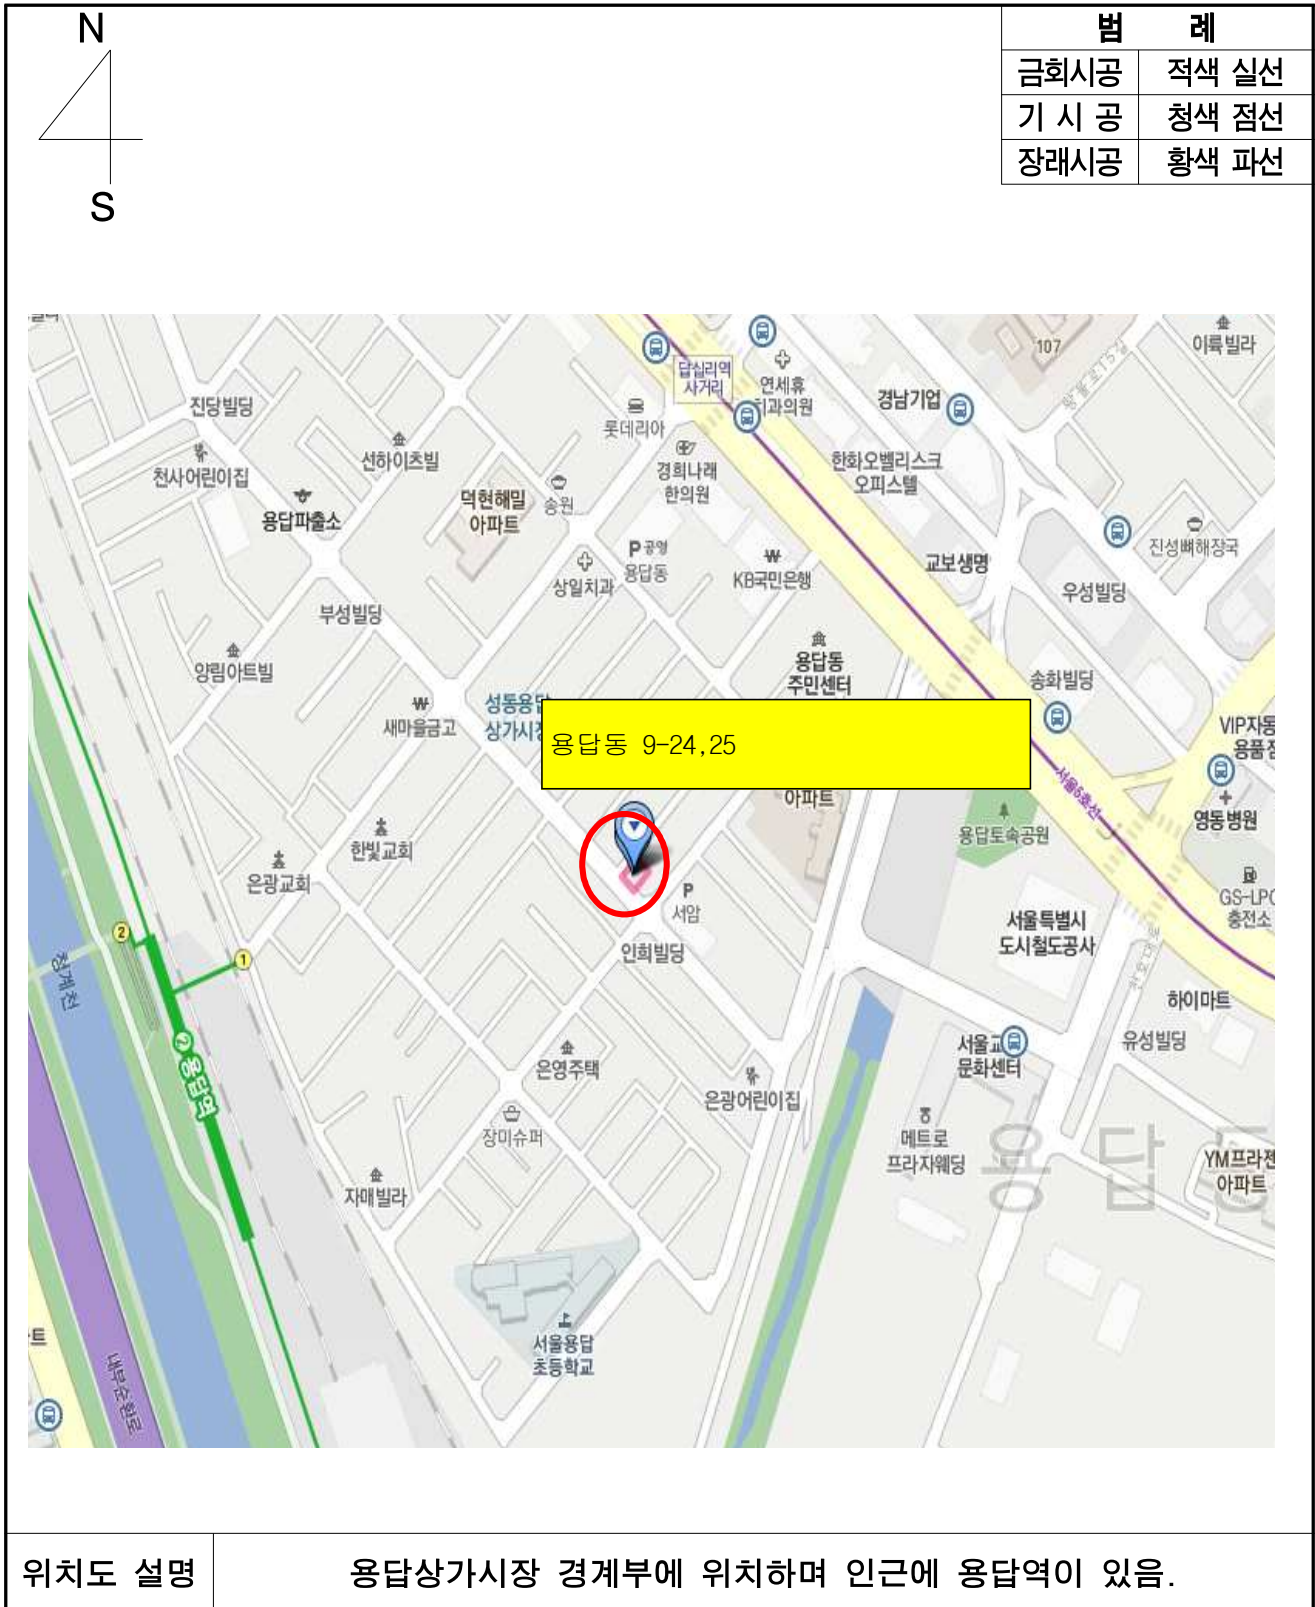 N
S
범 례
금회시공 적색 실선
기 시 공 청색 점선
장래시공 황색 파선
답십리역
사거리
107
이륙빌라
진당빌딩
롯데리아
연세휴
치과의원
경남기업
천사어린이집
선하이츠빌
경희나래
한의원
한화오벨리스크
오피스텔
용답파출소
덕현해밀
아파트
송원
P 공영
용답동
상일치과
KB국민은행
교보생명
진성뼈해장국
우성빌딩
부성빌딩
양림아트빌
용답동
주민센터
송화빌딩
새마을금고
성동용답
상가시장
용답동 9-24,25
VIP자동
용품점
서울5호선
아파트
용답토속공원
영동병원
한빛교회
은광교회
P
서암
GS-LPG
충전소
서울특별시
도시철도공사
인희빌딩
2
1
청계천
하이마트
유성빌딩
서울교
문화센터
2 용답역
은영주택
은광어린이집
장미슈퍼
메트로
프라자웨딩
용답동
YM프라젠
아파트
자매빌라
서울용답
초등학교
내부순환로
위치도 설명 용답상가시장 경계부에 위치하며 인근에 용답역이 있음.